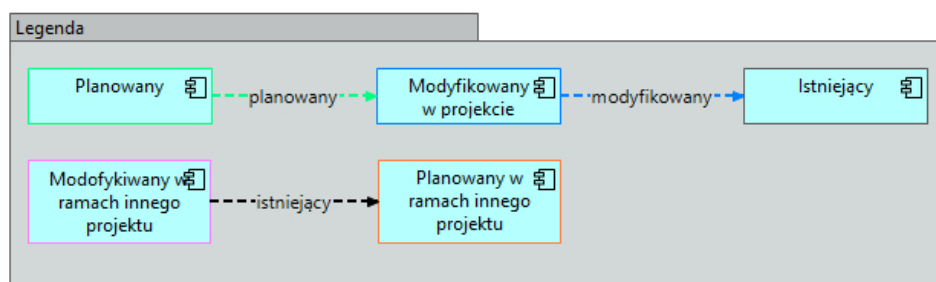 Legenda
Planowany
planowany
Modyfikowany
w projekcie
modyfikowany
Istniejący
Modofykiwany w
ramach innego
projektu
istniejący
Planowany w
ramach innego
projektu